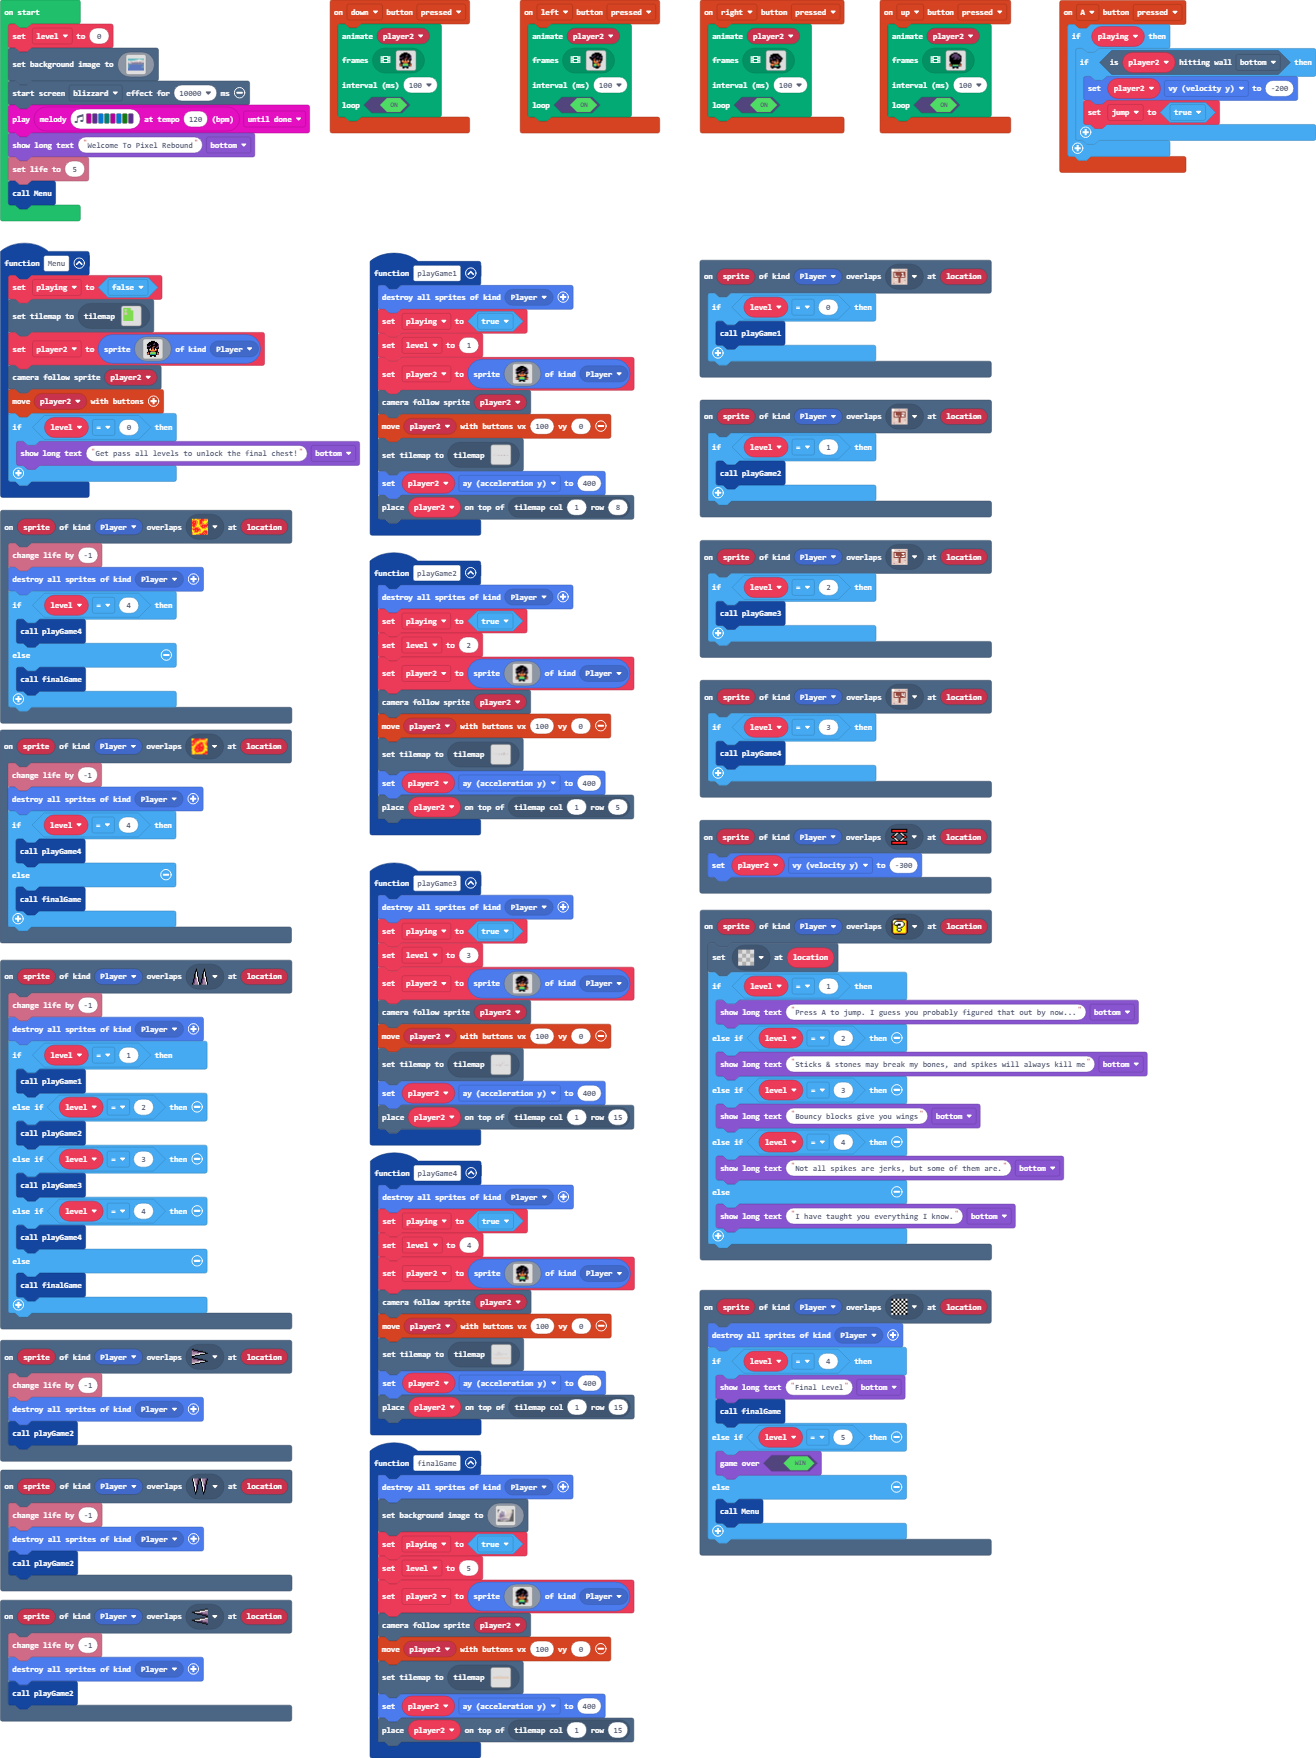 on start
set level to 0
set background image to
start screen blizzard effect for 10000 ms
play melody at tempo 120 (bpm) until done
show long text "Welcome To Pixel Rebound" bottom
set life to 5
call Menu
on down button pressed
animate player2
frames
interval (ms) 100
loop ON
on left button pressed
animate player2
frames
interval (ms) 100
loop ON
on right button pressed
animate player2
frames
interval (ms) 100
loop ON
on up button pressed
animate player2
frames
interval (ms) 100
loop ON
on A button pressed
if playing then
if is player2 hitting wall bottom then
set player2 vy (velocity y) to -200
set jump to true
function Menu
set playing to false
set tilemap to tilemap
set player2 to sprite of kind Player
camera follow sprite player2
move player2 with buttons
if level = 0 then
show long text "Get pass all levels to unlock the final chest!" bottom
on sprite of kind Player overlaps at location
change life by -1
destroy all sprites of kind Player
if level = 4 then
call playGame4
else
call finalGame
on sprite of kind Player overlaps at location
change life by -1
destroy all sprites of kind Player
if level = 4 then
call playGame4
else
call finalGame
on sprite of kind Player overlaps at location
change life by -1
destroy all sprites of kind Player
if level = 1 then
call playGame1
else if level = 2 then
call playGame2
else if level = 3 then
call playGame3
else if level = 4 then
call playGame4
else
call finalGame
on sprite of kind Player overlaps at location
change life by -1
destroy all sprites of kind Player
call playGame2
on sprite of kind Player overlaps at location
change life by -1
destroy all sprites of kind Player
call playGame2
on sprite of kind Player overlaps at location
change life by -1
destroy all sprites of kind Player
call playGame2
function playGame1
destroy all sprites of kind Player
set playing to true
set level to 1
set player2 to sprite of kind Player
camera follow sprite player2
move player2 with buttons vx 100 vy 0
set tilemap to tilemap
set player2 ay (acceleration y) to 400
place player2 on top of tilemap col 1 row 8
function playGame2
destroy all sprites of kind Player
set playing to true
set level to 2
set player2 to sprite of kind Player
camera follow sprite player2
move player2 with buttons vx 100 vy 0
set tilemap to tilemap
set player2 ay (acceleration y) to 400
place player2 on top of tilemap col 1 row 5
function playGame3
destroy all sprites of kind Player
set playing to true
set level to 3
set player2 to sprite of kind Player
camera follow sprite player2
move player2 with buttons vx 100 vy 0
set tilemap to tilemap
set player2 ay (acceleration y) to 400
place player2 on top of tilemap col 1 row 15
function playGame4
destroy all sprites of kind Player
set playing to true
set level to 4
set player2 to sprite of kind Player
camera follow sprite player2
move player2 with buttons vx 100 vy 0
set tilemap to tilemap
set player2 ay (acceleration y) to 400
place player2 on top of tilemap col 1 row 15
function finalGame
destroy all sprites of kind Player
set background image to
set playing to true
set level to 5
set player2 to sprite of kind Player
camera follow sprite player2
move player2 with buttons vx 100 vy 0
set tilemap to tilemap
set player2 ay (acceleration y) to 400
place player2 on top of tilemap col 1 row 15
on sprite of kind Player overlaps at location
if level = 0 then
call playGame1
on sprite of kind Player overlaps at location
if level = 1 then
call playGame2
on sprite of kind Player overlaps at location
if level = 2 then
call playGame3
on sprite of kind Player overlaps at location
if level = 3 then
call playGame4
on sprite of kind Player overlaps at location
set player2 vy (velocity y) to -300
on sprite of kind Player overlaps at location
set at location
if level = 1 then
show long text "Press A to jump. I guess you probably figured that out by now..." bottom
else if level = 2 then
show long text "Sticks & stones may break my bones, and spikes will always kill me" bottom
else if level = 3 then
show long text "Bouncy blocks give you wings" bottom
else if level = 4 then
show long text "Not all spikes are jerks, but some of them are." bottom
else
show long text "I have taught you everything I know." bottom
on sprite of kind Player overlaps at location
destroy all sprites of kind Player
if level = 4 then
show long text "Final Level" bottom
call finalGame
else if level = 5 then
game over WIN
else
call Menu